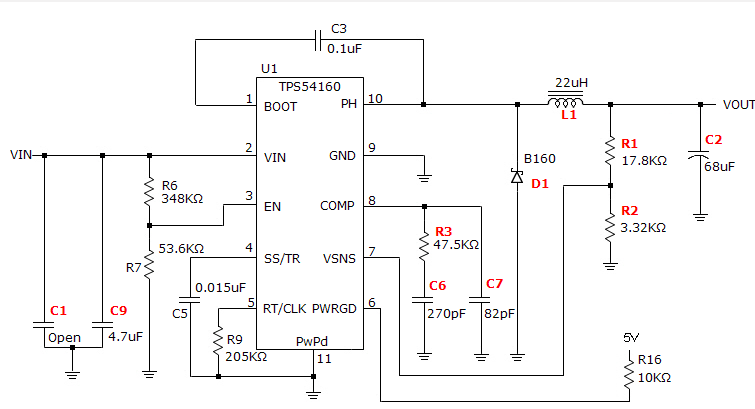 C3
0.1uF
U1
TPS54160
22uH
1 BOOT PH 10
VOUT
L1
R1
17.8KΩ
C2
68uF
VIN
2 VIN GND 9
B160
D1
R6
348KΩ
3 EN COMP 8
R2
3.32KΩ
R3
47.5KΩ
53.6KΩ
R7
4 SS/TR VSNS 7
0.015uF
C5
C6
270pF
C7
82pF
C1
Open
C9
4.7uF
5 RT/CLK PWRGD 6
R9
205KΩ
PwPd
11
5V
R16
10KΩ